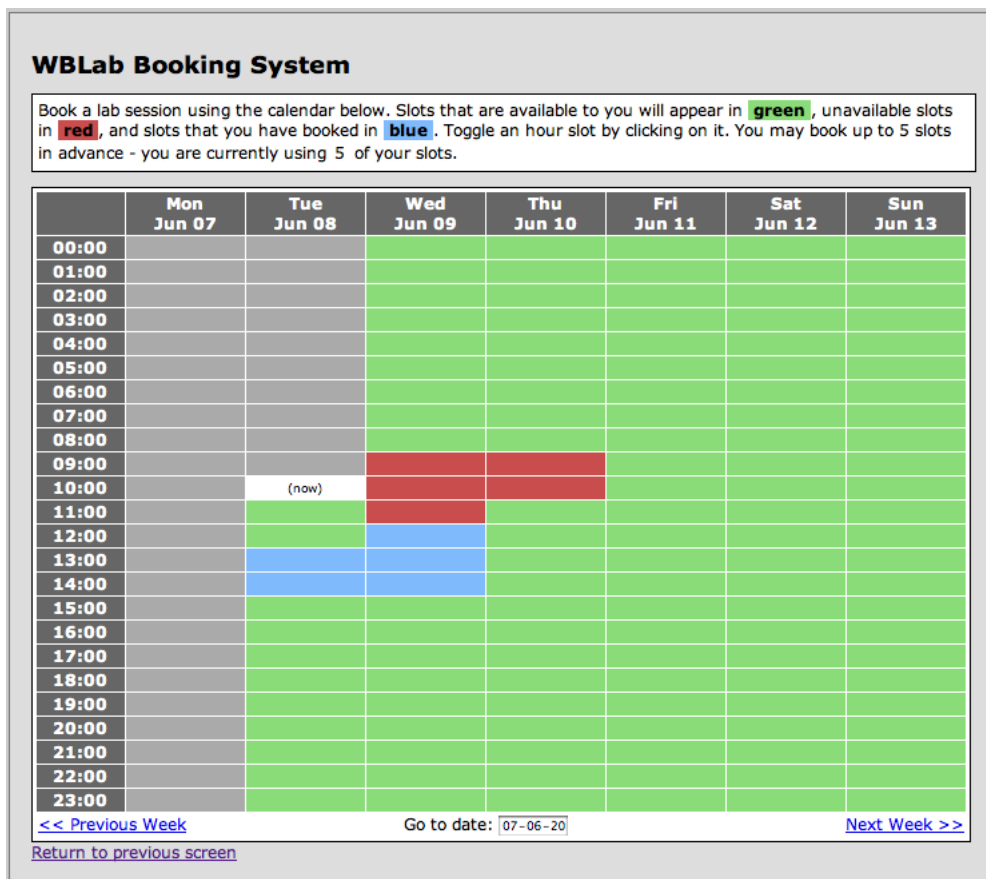 WBLab Booking System
Book a lab session using the calendar below. Slots that are available to you will appear in green , unavailable slots
in red , and slots that you have booked in blue . Toggle an hour slot by clicking on it. You may book up to 5 slots
in advance - you are currently using 5 of your slots.
Mon Tue Wed Thu Fri Sat Sun
Jun 07 Jun 08 Jun 09 Jun 10 Jun 11 Jun 12 Jun 13
00:00
01:00
02:00
03:00
04:00
05:00
06:00
07:00
08:00
09:00
10:00 (now)
11:00
12:00
13:00
14:00
15:00
16:00
17:00
18:00
19:00
20:00
21:00
22:00
23:00
<< Previous Week Go to date: 07-06-20 Next Week >>
Return to previous screen